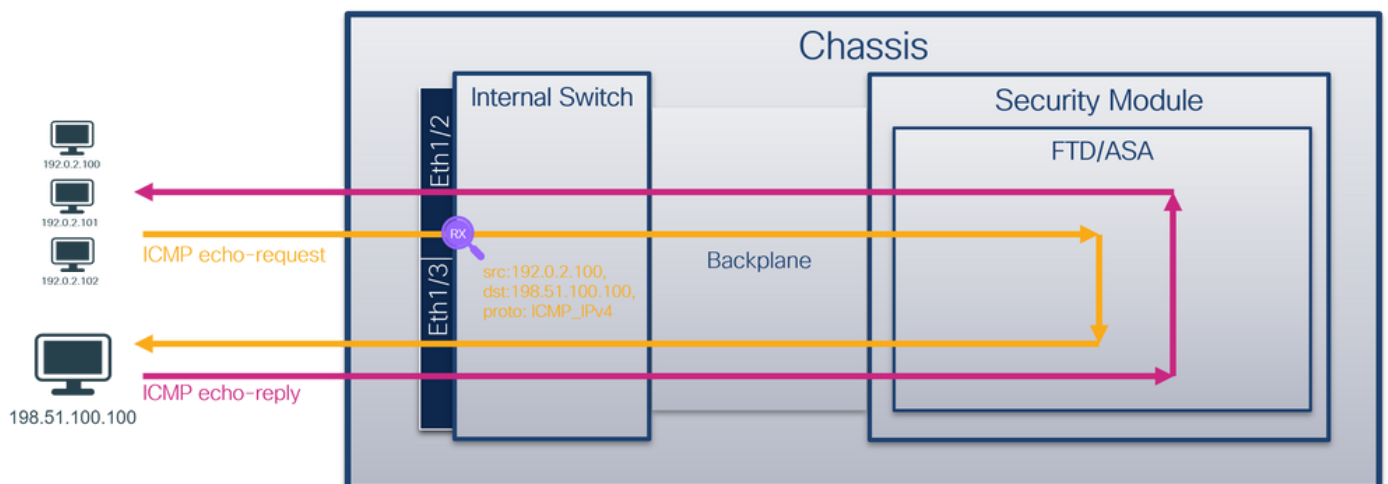 Chassis
Internal Switch
Security Module
FTD/ASA
Eth1/2
192.0.2.100
192.0.2.101
RX
ICMP echo-request
192.0.2.102
Backplane
Eth1/3
src:192.0.2.100,
dst:198.51.100.100,
proto: ICMP_IPv4
ICMP echo-reply
198.51.100.100